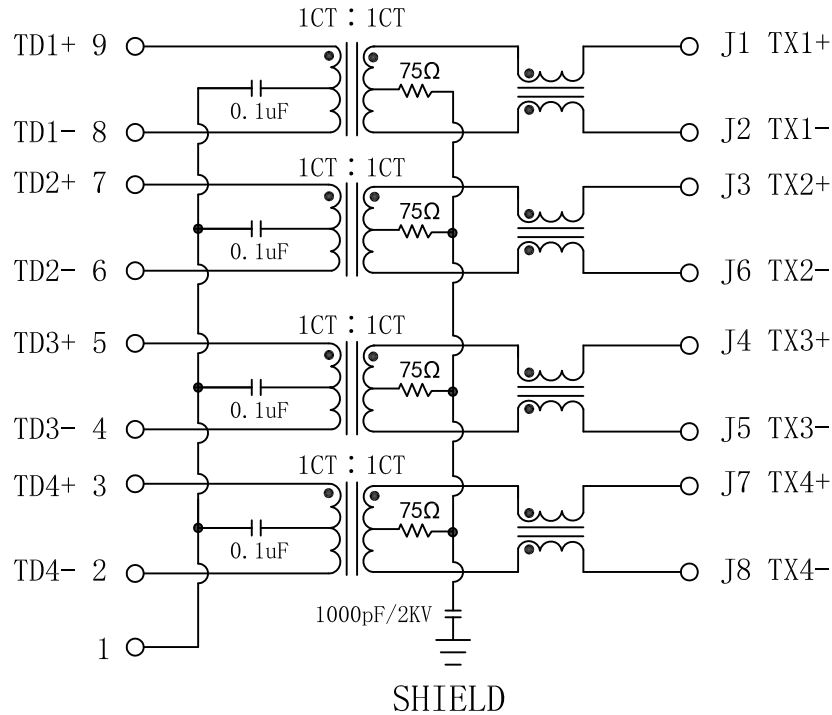 1CT : 1CT
TD1+ 9
75Ω
J1 TX1+
0.1uF
TD1- 8
J2 TX1-
1CT : 1CT
TD2+ 7
75Ω
J3 TX2+
0.1uF
TD2- 6
J6 TX2-
1CT : 1CT
TD3+ 5
75Ω
J4 TX3+
0.1uF
TD3- 4
J5 TX3-
1CT : 1CT
TD4+ 3
75Ω
J7 TX4+
0.1uF
TD4- 2
J8 TX4-
1000pF/2KV
1
SHIELD